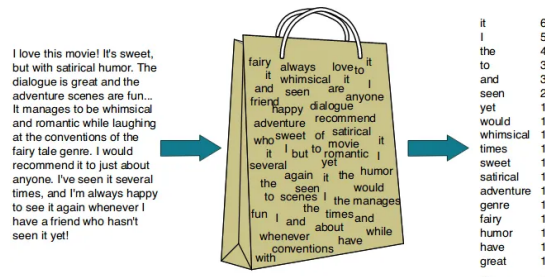 I love this movie! It's sweet,
but with satirical humor. The
dialogue is great and the
adventure scenes are fun...
It manages to be whimsical
and romantic while laughing
at the conventions of the
fairy tale genre. I would
recommend it to just about
anyone. I've seen it several
times, and I'm always happy
to see it again whenever I
have a friend who hasn't
seen it yet!
fairy always love to it
it whimsical it I
and seen are anyone
friend happy dialogue
adventure recommend
who sweet of satirical
it I but to movie it
to romantic I
several yet
again it the humor
the seen would
to scenes I the manages
fun the times and
I and about
whenever have while
conventions
with
it 6
I 5
the 4
to 3
and 3
seen 2
yet 1
would 1
whimsical 1
times 1
sweet 1
satirical 1
adventure 1
genre 1
fairy 1
humor 1
have 1
great 1